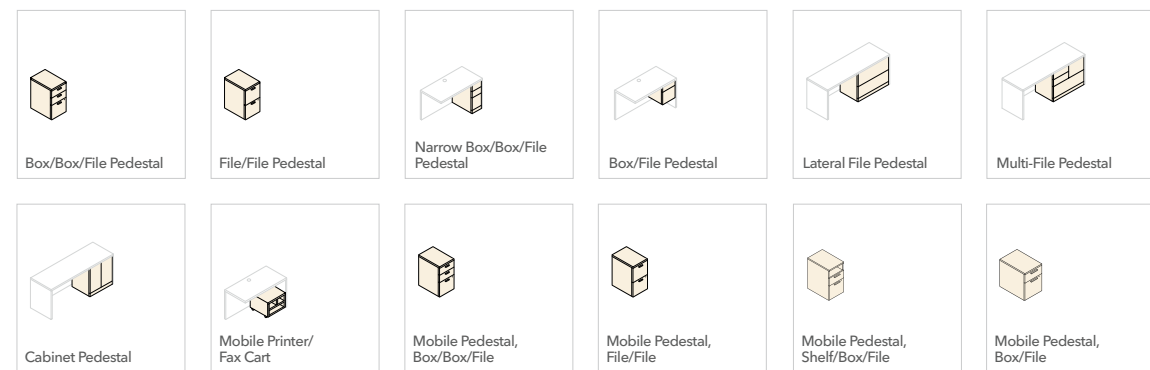 Box/Box/File Pedestal
File/File Pedestal
Narrow Box/Box/File
Pedestal
Box/File Pedestal
Lateral File Pedestal
Multi-File Pedestal
Cabinet Pedestal
Mobile Printer/
Fax Cart
Mobile Pedestal,
Box/Box/File
Mobile Pedestal,
File/File
Mobile Pedestal,
Shelf/Box/File
Mobile Pedestal,
Box/File